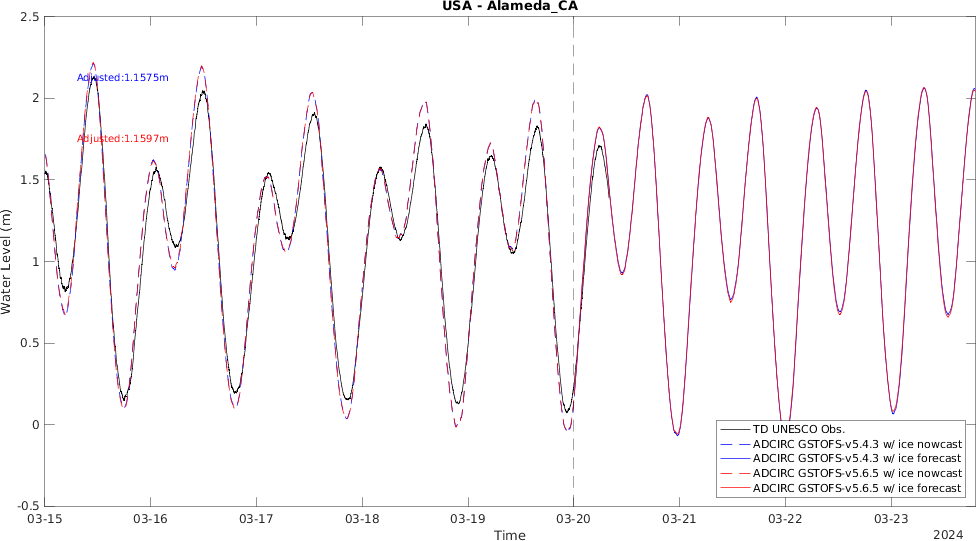 USA - Alameda_CA
2.5
2
1.5
1
0.5
0
-0.5
Water Level (m)
Adjusted:1.1575m
Adjusted:1.1597m
TD UNESCO Obs.
ADCIRC GSTOFS-v5.4.3 w/ ice nowcast
ADCIRC GSTOFS-v5.4.3 w/ ice forecast
ADCIRC GSTOFS-v5.6.5 w/ ice nowcast
ADCIRC GSTOFS-v5.6.5 w/ ice forecast
03-15 03-16 03-17 03-18 03-19 03-20 03-21 03-22 03-23
Time
2024